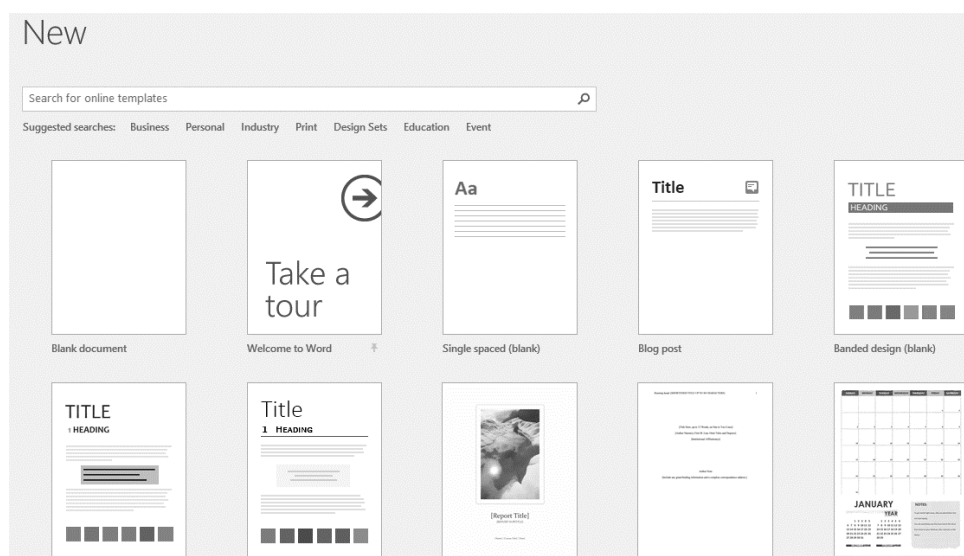 New
Search for online templates
Suggested searches: Business Personal Industry Print Design Sets Education Event
Take a
tour
Aa
Title
TITLE
HEADING
Blank document Welcome to Word Single spaced (blank) Blog post Banded design (blank)
TITLE
1 HEADING
Title
1 HEADING
[Report Title]
JANUARY
YEAR
NOTES: